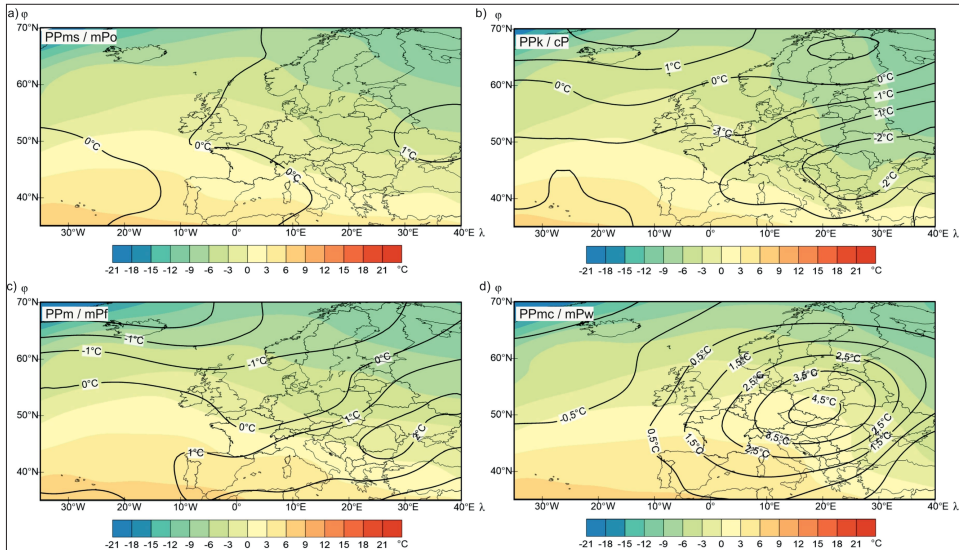 a) φ
70°N
PPms / mPo
60°N
50°N
40°N
0°C
0°C
0°C
1°C
30°W 20°W 10°W 0° 10°E 20°E 30°E 40°E λ
-21 -18 -15 -12 -9 -6 -3 0 3 6 9 12 15 18 21 °C
b) φ
70°N
PPk / cP
60°N
50°N
40°N
1°C
0°C
0°C
0°C
-1°C
-1°C
-1°C
-2°C
-2°C
30°W 20°W 10°W 0° 10°E 20°E 30°E 40°E λ
-21 -18 -15 -12 -9 -6 -3 0 3 6 9 12 15 18 21 °C
c) φ
70°N
PPm / mPf
60°N
50°N
40°N
-1°C
-1°C
-1°C
0°C
0°C
0°C
1°C
1°C
30°W 20°W 10°W 0° 10°E 20°E 30°E 40°E λ
-21 -18 -15 -12 -9 -6 -3 0 3 6 9 12 15 18 21 °C
d) φ
70°N
PPmc / mPw
60°N
50°N
40°N
0,5°C
1,5°C
2,5°C
2,5°C
3,5°C
4,5°C
-0,5°C
0,5°C
1,5°C
2,5°C
3,5°C
2,5°C
1,5°C
30°W 20°W 10°W 0° 10°E 20°E 30°E 40°E λ
-21 -18 -15 -12 -9 -6 -3 0 3 6 9 12 15 18 21 °C